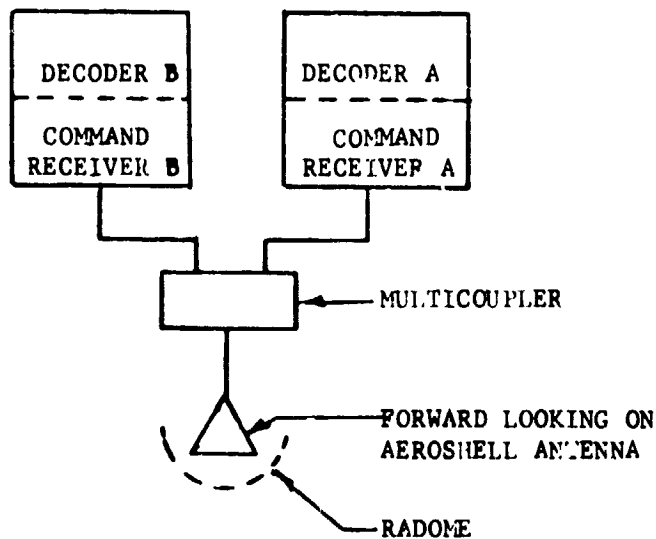 DECODER B
COMMAND
RECEIVER B
DECODER A
COMMAND
RECEIVER A
MULTICOUPLER
FORWARD LOOKING ON
AEROSHELL ANTENNA
RADOME